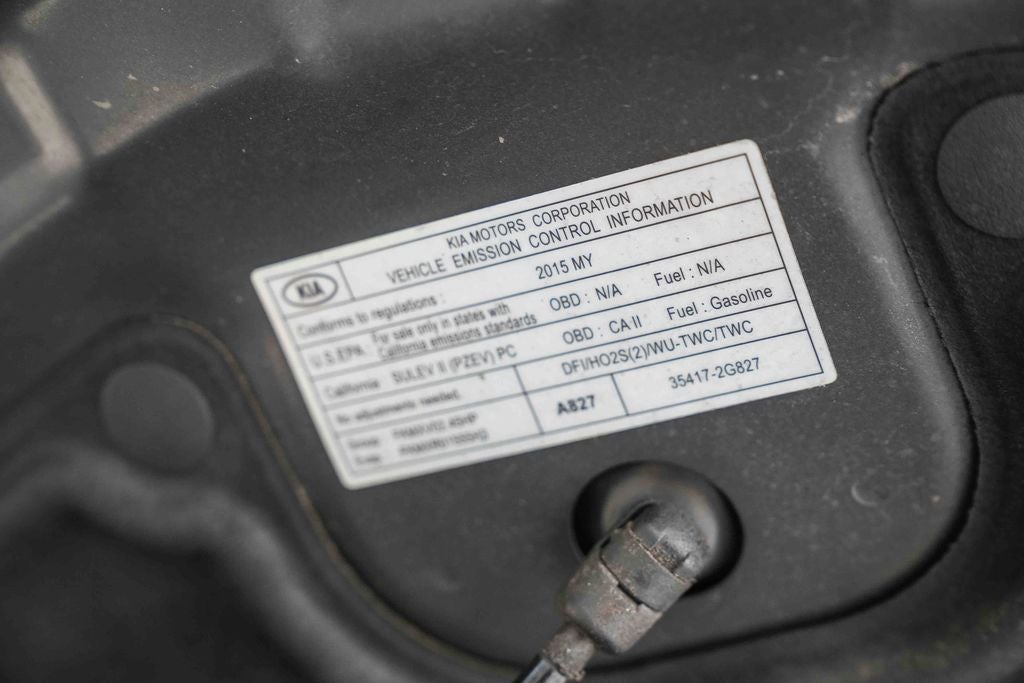 KIA MOTORS CORPORATION
VEHICLE EMISSION CONTROL INFORMATION
KIA
Conforms to regulations : 2015 MY
U.S.EPA For sale only in states with California emissions standards OBD : N/A Fuel : N/A
California SULEV II (PZEV) PC OBD : CA II Fuel : Gasoline
No adjustments needed. DFI/HO2S(2)/WU-TWC/TWC
Group :
Evap :
A827
35417-2G827